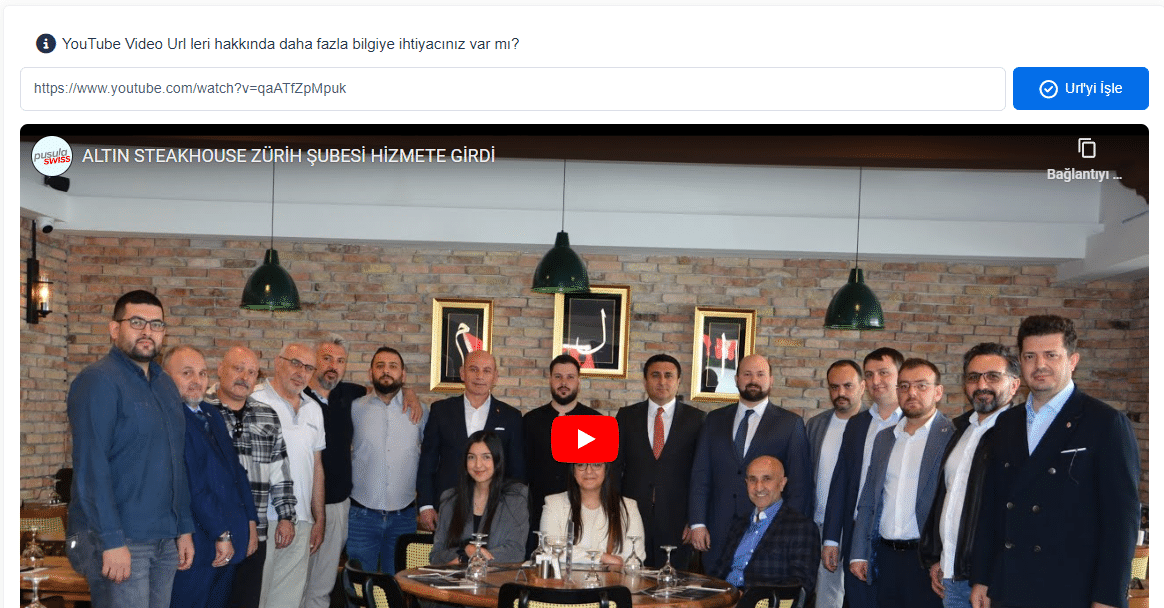 YouTube Video Url leri hakkında daha fazla bilgiye ihtiyacınız var mı?
https://www.youtube.com/watch?v=qaATfZpMpuk
Url'yi İşle
pusula
swiss
ALTIN STEAKHOUSE ZÜRİH ŞUBESİ HİZMETE GİRDİ
Bağlantıyı ...